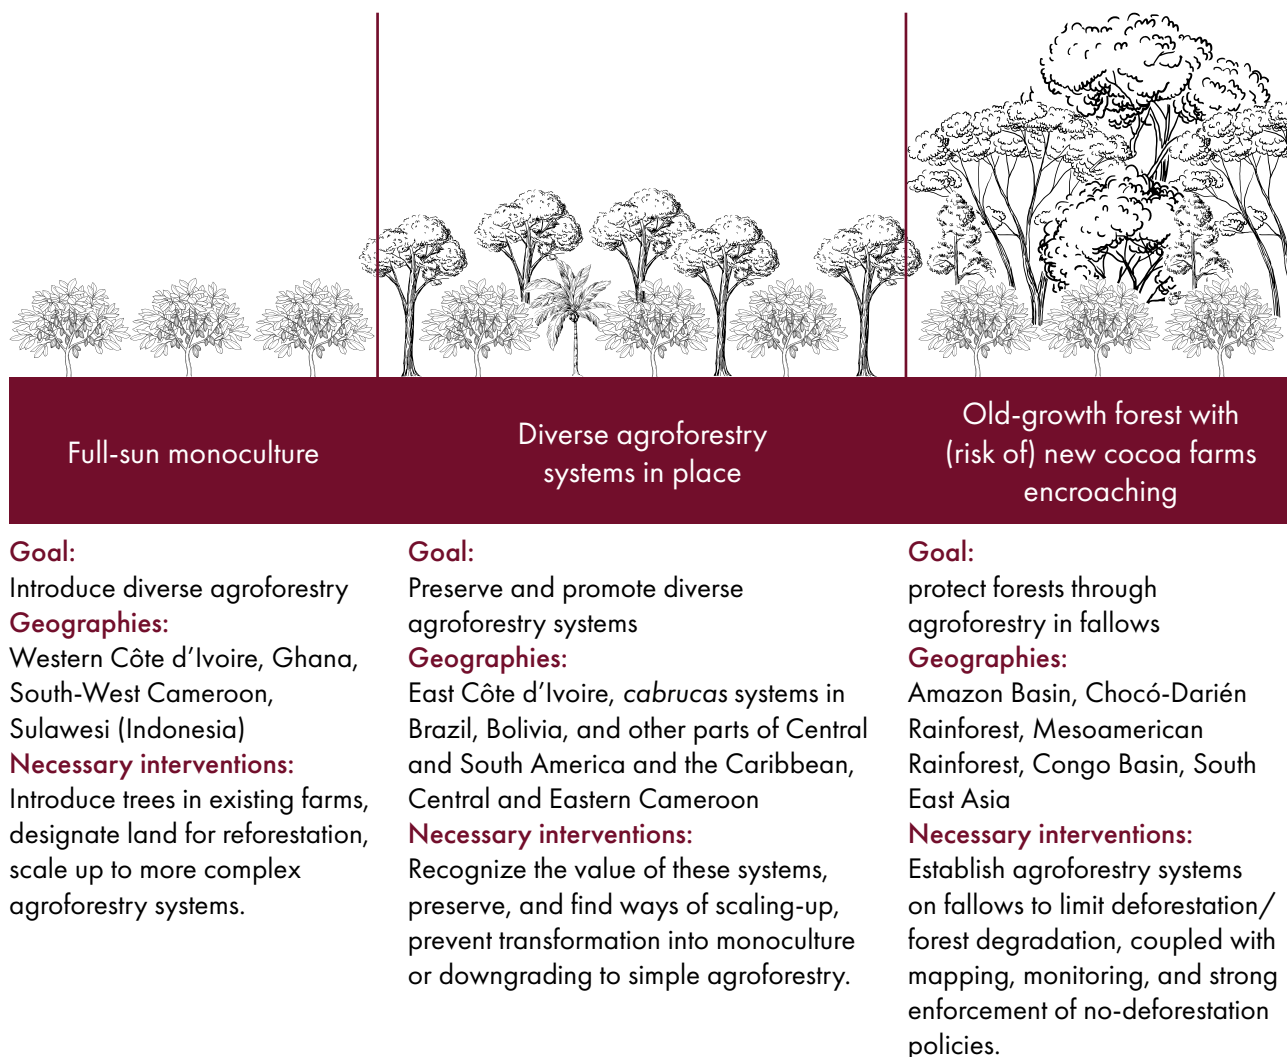 Full-sun monoculture
Diverse agroforestry
systems in place
Old-growth forest with
(risk of) new cocoa farms
encroaching
Goal:
Introduce diverse agroforestry
Geographies:
Western Côte d’Ivoire, Ghana,
South-West Cameroon,
Sulawesi (Indonesia)
Necessary interventions:
Introduce trees in existing farms,
designate land for reforestation,
scale up to more complex
agroforestry systems.
Goal:
Preserve and promote diverse
agroforestry systems
Geographies:
East Côte d’Ivoire, cabrucas systems in
Brazil, Bolivia, and other parts of Central
and South America and the Caribbean,
Central and Eastern Cameroon
Necessary interventions:
Recognize the value of these systems,
preserve, and find ways of scaling-up,
prevent transformation into monoculture
or downgrading to simple agroforestry.
Goal:
protect forests through
agroforestry in fallows
Geographies:
Amazon Basin, Chocó-Darién
Rainforest, Mesoamerican
Rainforest, Congo Basin, South
East Asia
Necessary interventions:
Establish agroforestry systems
on fallows to limit deforestation/
forest degradation, coupled with
mapping, monitoring, and strong
enforcement of no-deforestation
policies.